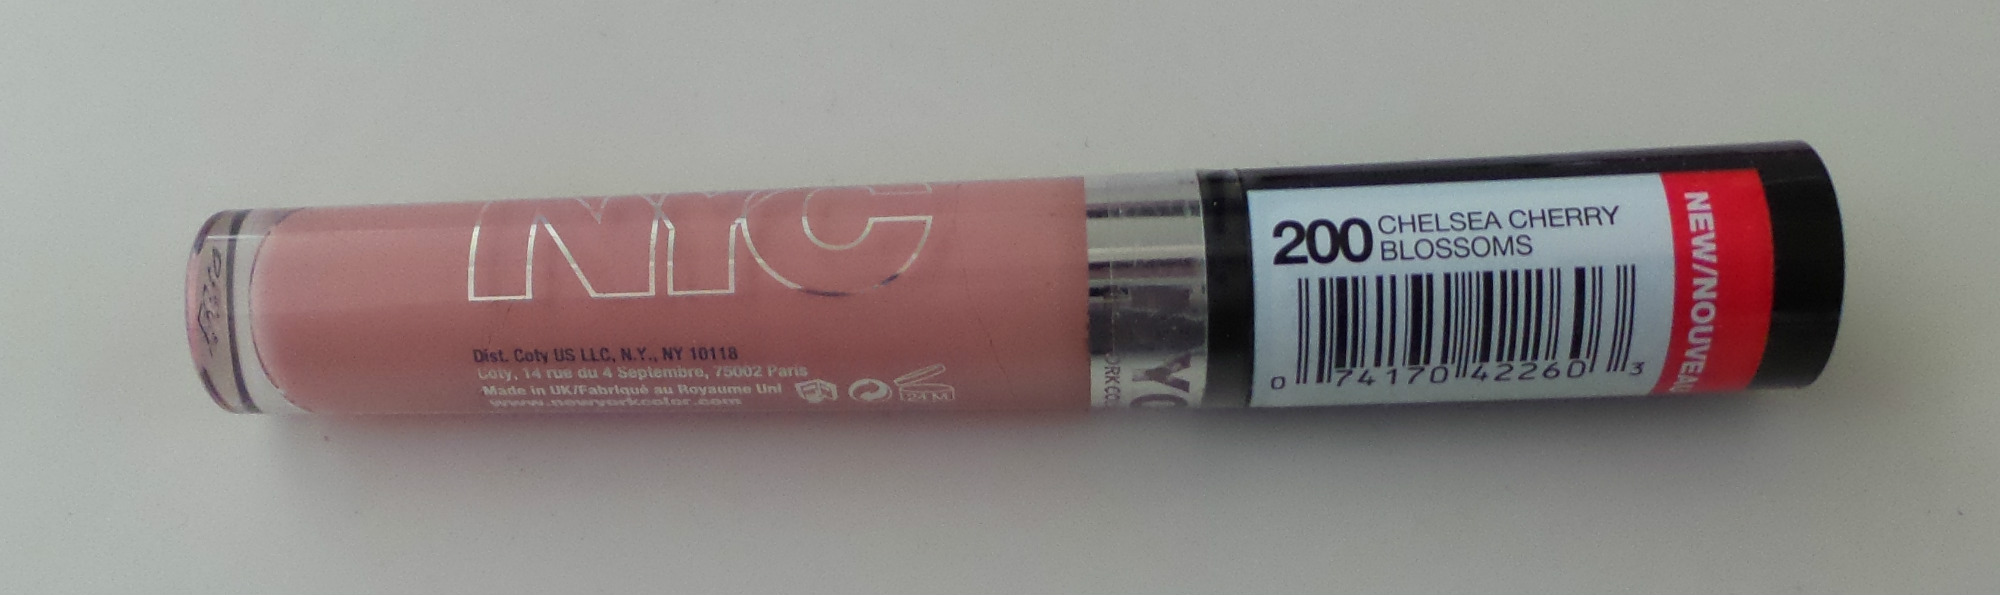 NYC
Dist. Coty US LLC, N.Y., NY 10118
Coty, 14 rue du 4 Septembre, 75002 Paris
Made in UK/Fabriqué au Royaume Uni
www.newyorkcolor.com
24 M
200 CHELSEA CHERRY
BLOSSOMS
0 74170 42260 3
NEW/NOUVEAU